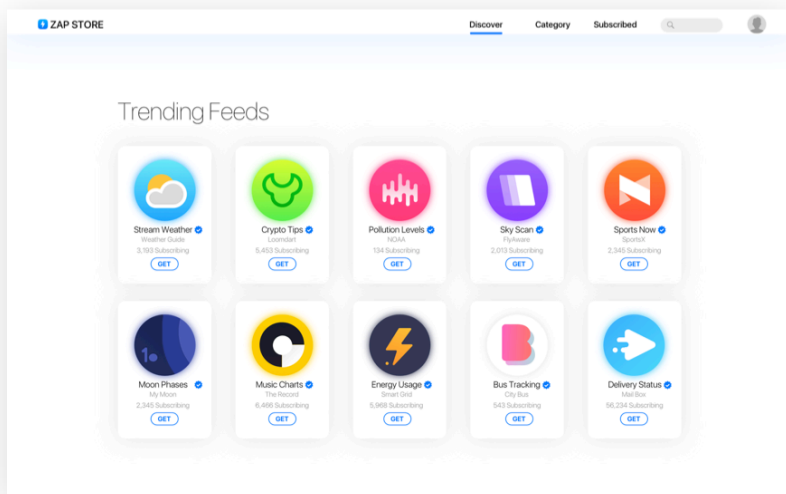 ZAP STORE
Discover Category Subscribed
Trending Feeds
Stream Weather
Weather Guide
3,193 Subscribing
GET
Crypto Tips
Loomdart
5,453 Subscribing
GET
Pollution Levels
NOAA
134 Subscribing
GET
Sky Scan
FlyAware
2,013 Subscribing
GET
Sports Now
SportsX
2,345 Subscribing
GET
Moon Phases
My Moon
2,345 Subscribing
GET
Music Charts
The Record
6,466 Subscribing
GET
Energy Usage
Smart Grid
5,968 Subscribing
GET
Bus Tracking
City Bus
543 Subscribing
GET
Delivery Status
Mail Box
56,234 Subscribing
GET